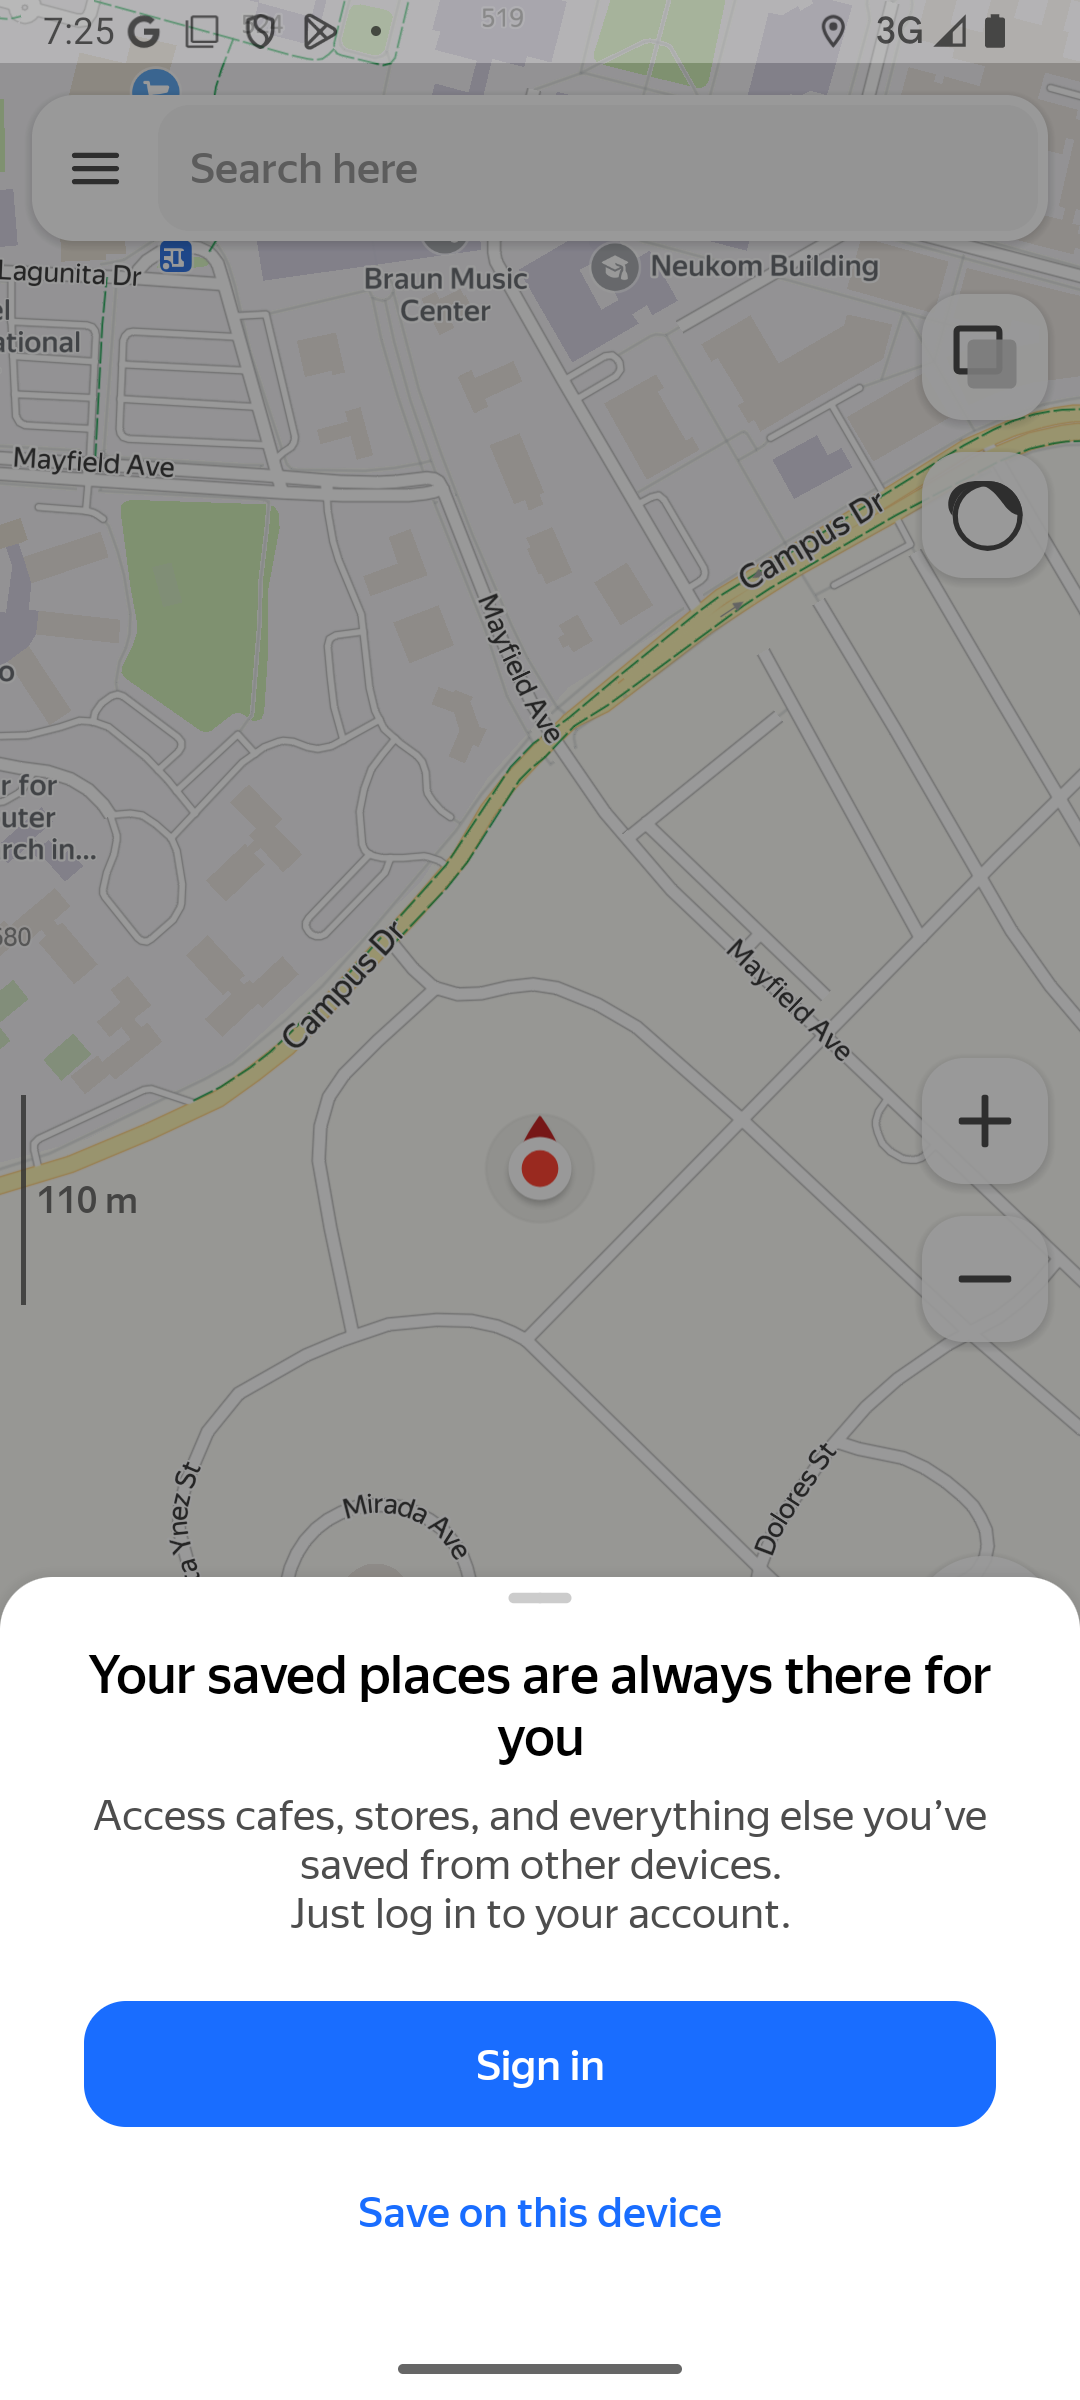 7:25
3G
519
Search here
Lagunita Dr
Braun Music
Center
Neukom Building
ational
Mayfield Ave
Campus Dr
Mayfield Ave
r for
uter
rch in...
Campus Dr
Mayfield Ave
110 m
a Ynez St
Mirada Ave
Dolores St
Your saved places are always there for
you
Access cafes, stores, and everything else you’ve
saved from other devices.
Just log in to your account.
Sign in
Save on this device